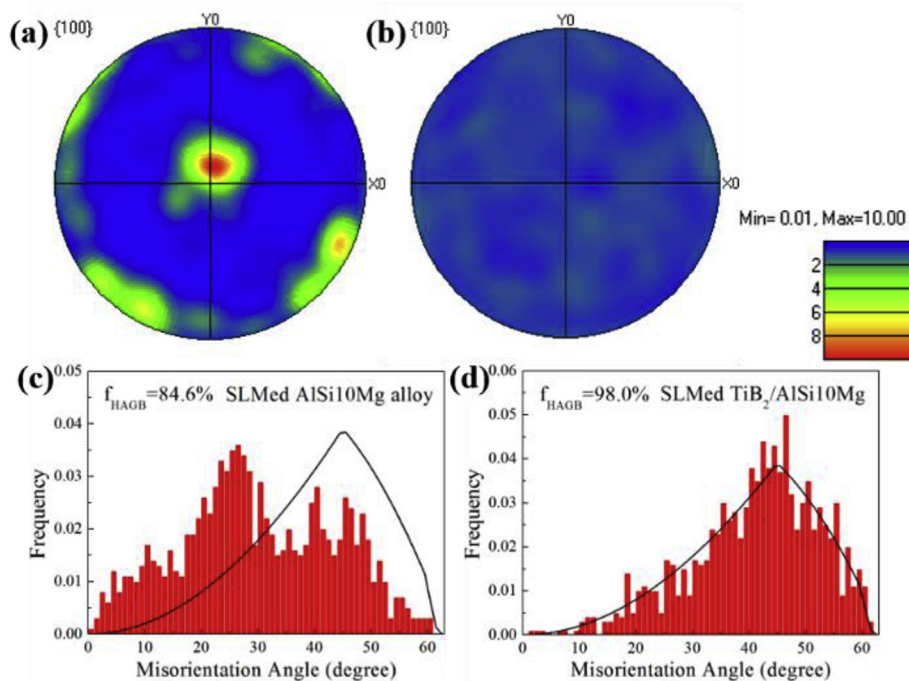 (a)
{100}
Y0
X0
(b)
{100}
Y0
X0
Min= 0.01, Max=10.00
2
4
6
8
(c)
f_HAGB=84.6% SLMed AlSi10Mg alloy
Frequency
0.05
0.04
0.03
0.02
0.01
0.00
0 10 20 30 40 50 60
Misorientation Angle (degree)
(d)
f_HAGB=98.0% SLMed TiB₂/AlSi10Mg
Frequency
0.06
0.05
0.04
0.03
0.02
0.01
0.00
0 10 20 30 40 50 60
Misorientation Angle (degree)